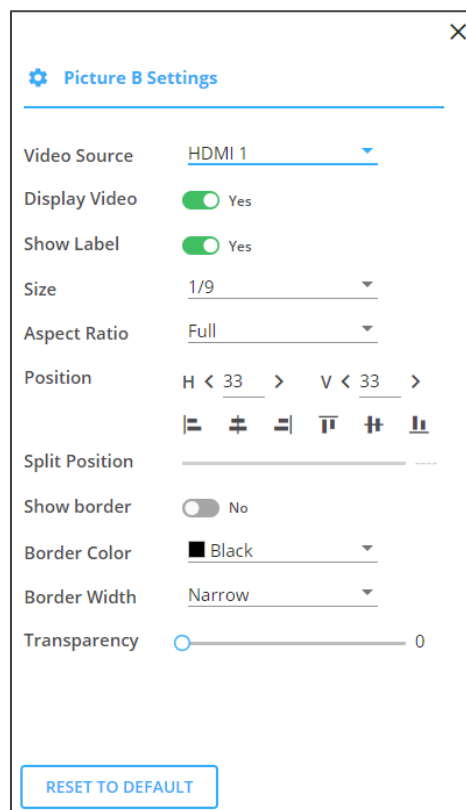 Picture B Settings
Video Source HDMI 1
Display Video Yes
Show Label Yes
Size 1/9
Aspect Ratio Full
Position H < 33 > V < 33 >
Split Position ----
Show border No
Border Color Black
Border Width Narrow
Transparency 0
RESET TO DEFAULT